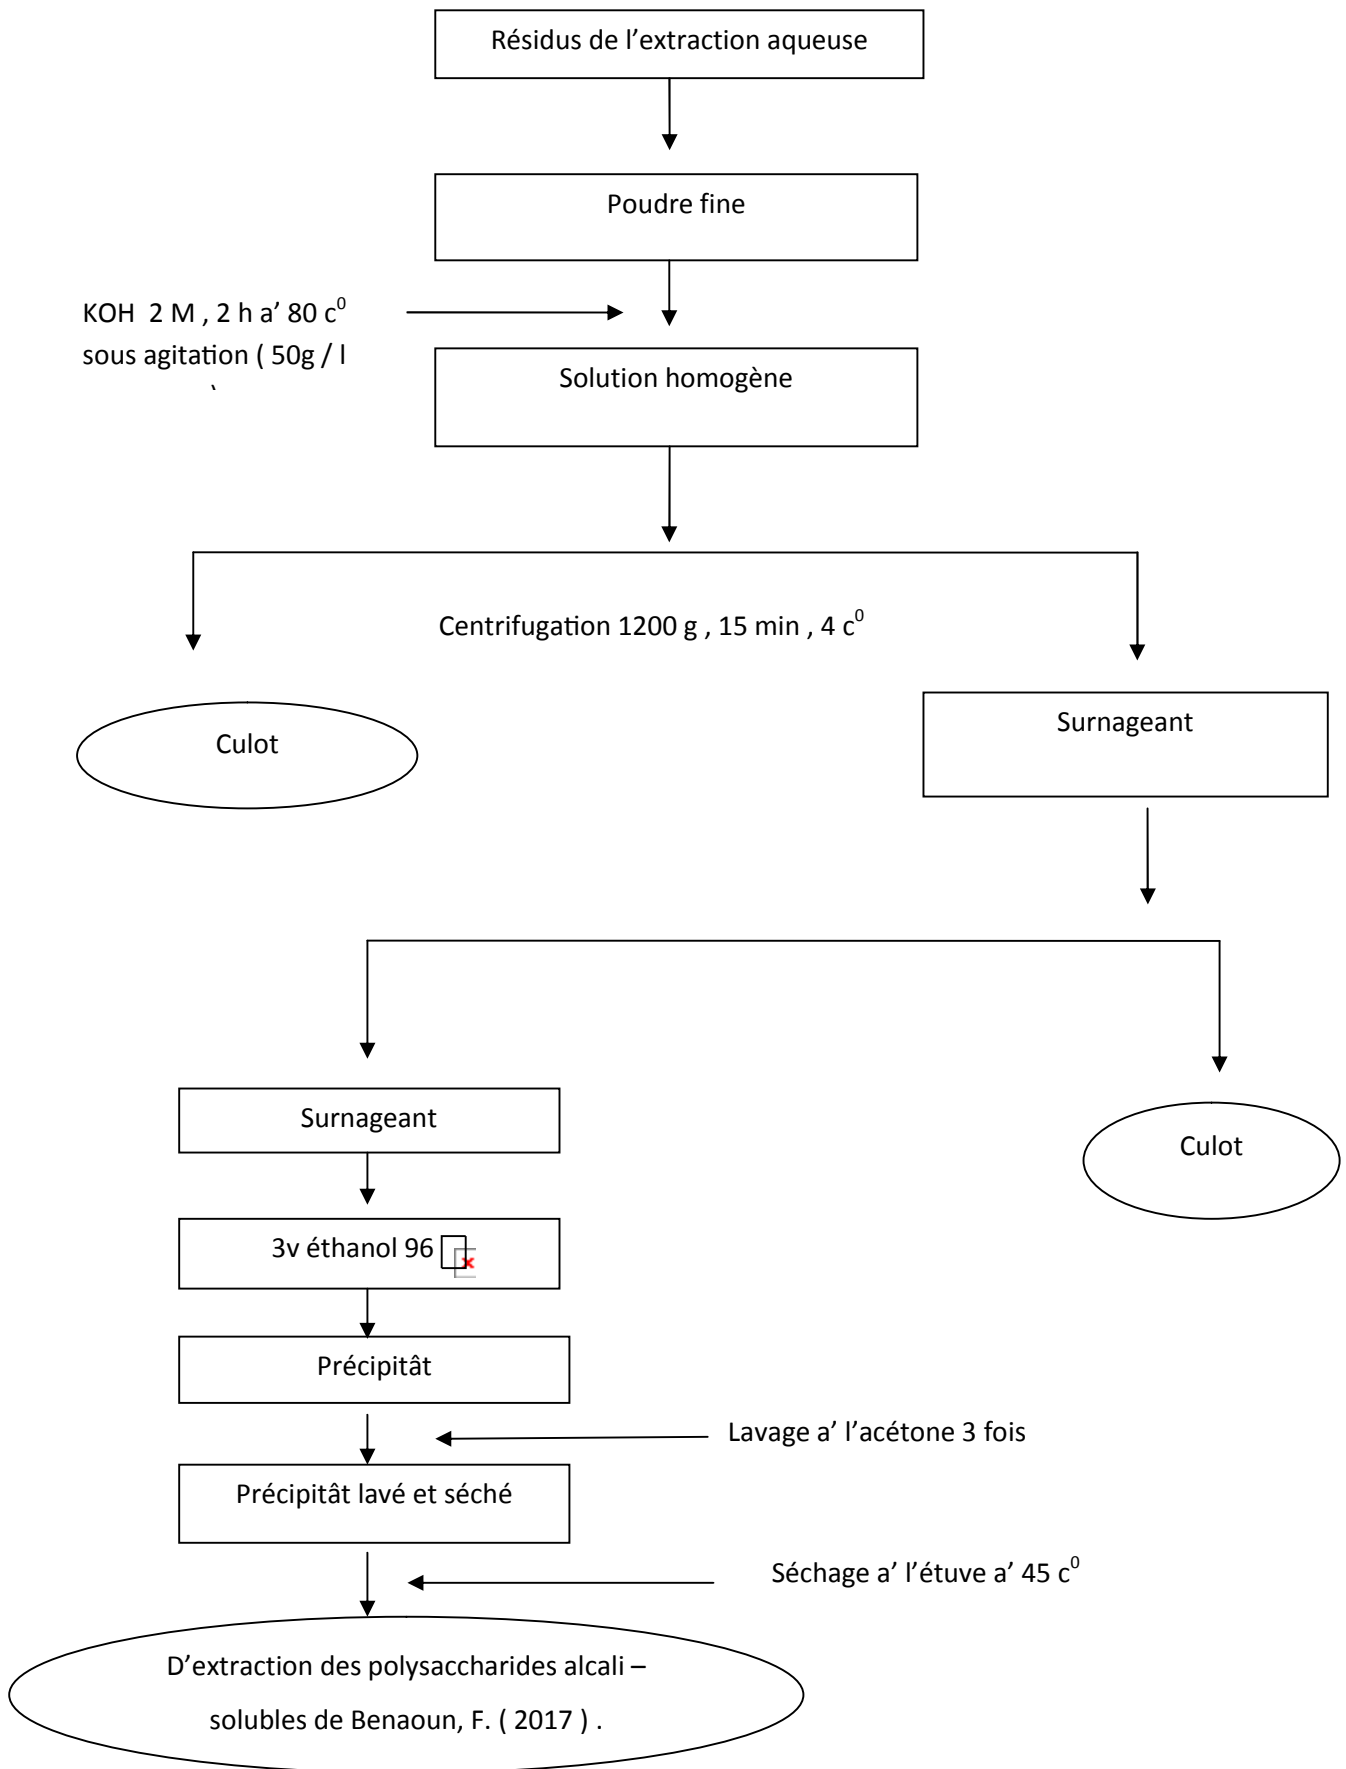 Résidus de l’extraction aqueuse
Poudre fine
KOH 2 M , 2 h a’ 80 c⁰
sous agitation ( 50g / l
Solution homogène
Centrifugation 1200 g , 15 min , 4 c⁰
Culot
Surnageant
Surnageant
Culot
3v éthanol 96
Précipitât
Lavage a’ l’acétone 3 fois
Précipitât lavé et séché
Séchage a’ l’étuve a’ 45 c⁰
D’extraction des polysaccharides alcali –
solubles de Benaoun, F. ( 2017 ) .